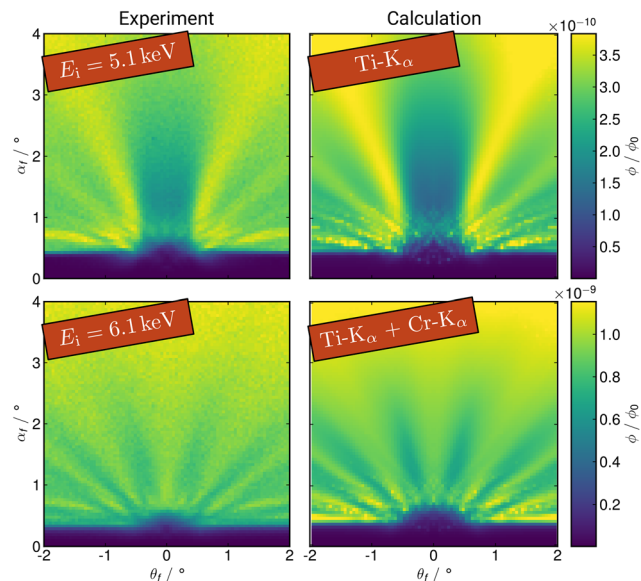 Experiment
Calculation
×10⁻¹⁰
E_i = 5.1 keV
Ti-K_α
4
3
2
1
0
α_f / °
3.5
3.0
2.5
2.0
1.5
1.0
0.5
ϕ / ϕ₀
×10⁻⁹
E_i = 6.1 keV
Ti-K_α + Cr-K_α
4
3
2
1
0
α_f / °
1.0
0.8
0.6
0.4
0.2
ϕ / ϕ₀
-2 -1 0 1 2 -2 -1 0 1 2
θ_f / ° θ_f / °